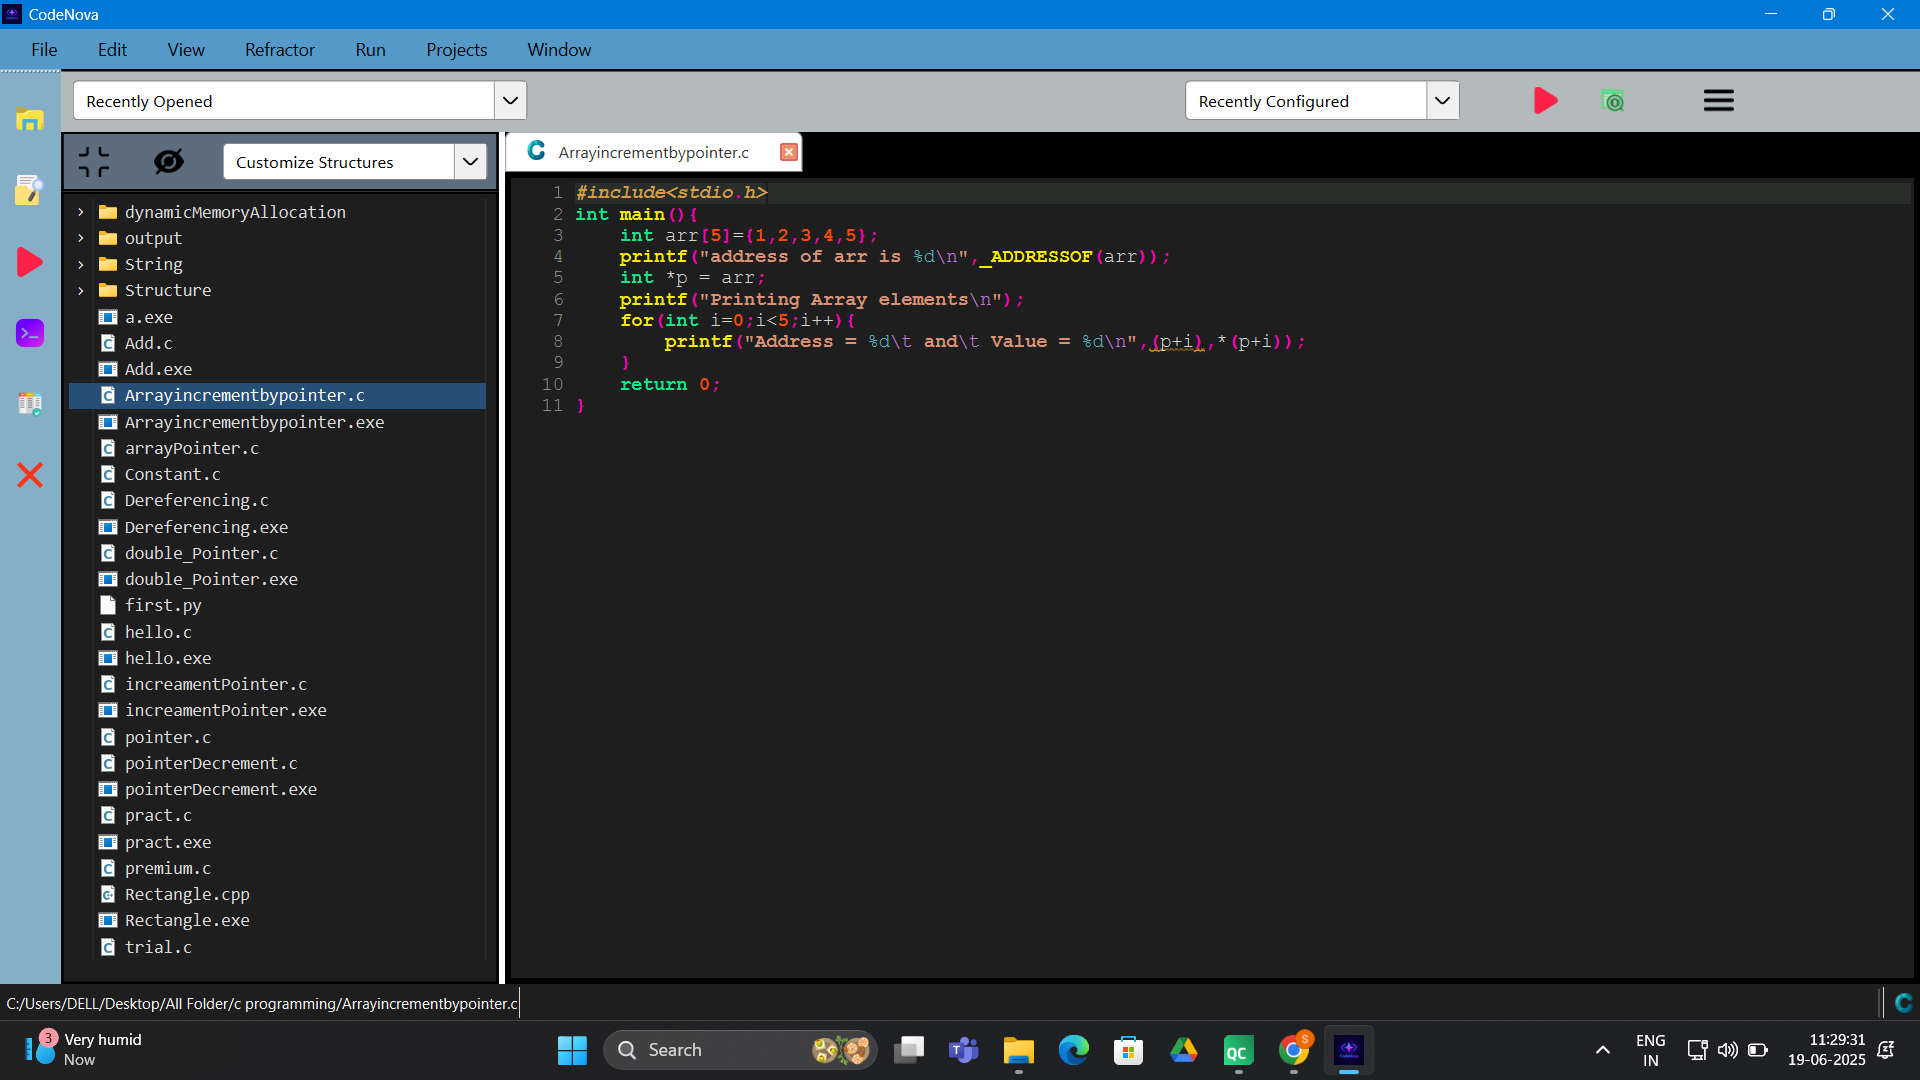 CodeNova
File Edit View Refractor Run Projects Window
Recently Opened
Recently Configured
Customize Structures
Arrayincrementbypointer.c
dynamicMemoryAllocation
output
String
Structure
a.exe
Add.c
Add.exe
Arrayincrementbypointer.c
Arrayincrementbypointer.exe
arrayPointer.c
Constant.c
Dereferencing.c
Dereferencing.exe
double_Pointer.c
double_Pointer.exe
first.py
hello.c
hello.exe
increamentPointer.c
increamentPointer.exe
pointer.c
pointerDecrement.c
pointerDecrement.exe
pract.c
pract.exe
premium.c
Rectangle.cpp
Rectangle.exe
trial.c
1 #include<stdio.h>
2 int main(){
3 int arr[5]={1,2,3,4,5};
4 printf("address of arr is %d\n",_ADDRESSOF(arr));
5 int *p = arr;
6 printf("Printing Array elements\n");
7 for(int i=0;i<5;i++){
8 printf("Address = %d\t and\t Value = %d\n",(p+i),*(p+i));
9 }
10 return 0;
11 }
C:/Users/DELL/Desktop/All Folder/c programming/Arrayincrementbypointer.c
3
Very humid
Now
Search
QC
S
ENG
IN
11:29:31
19-06-2025